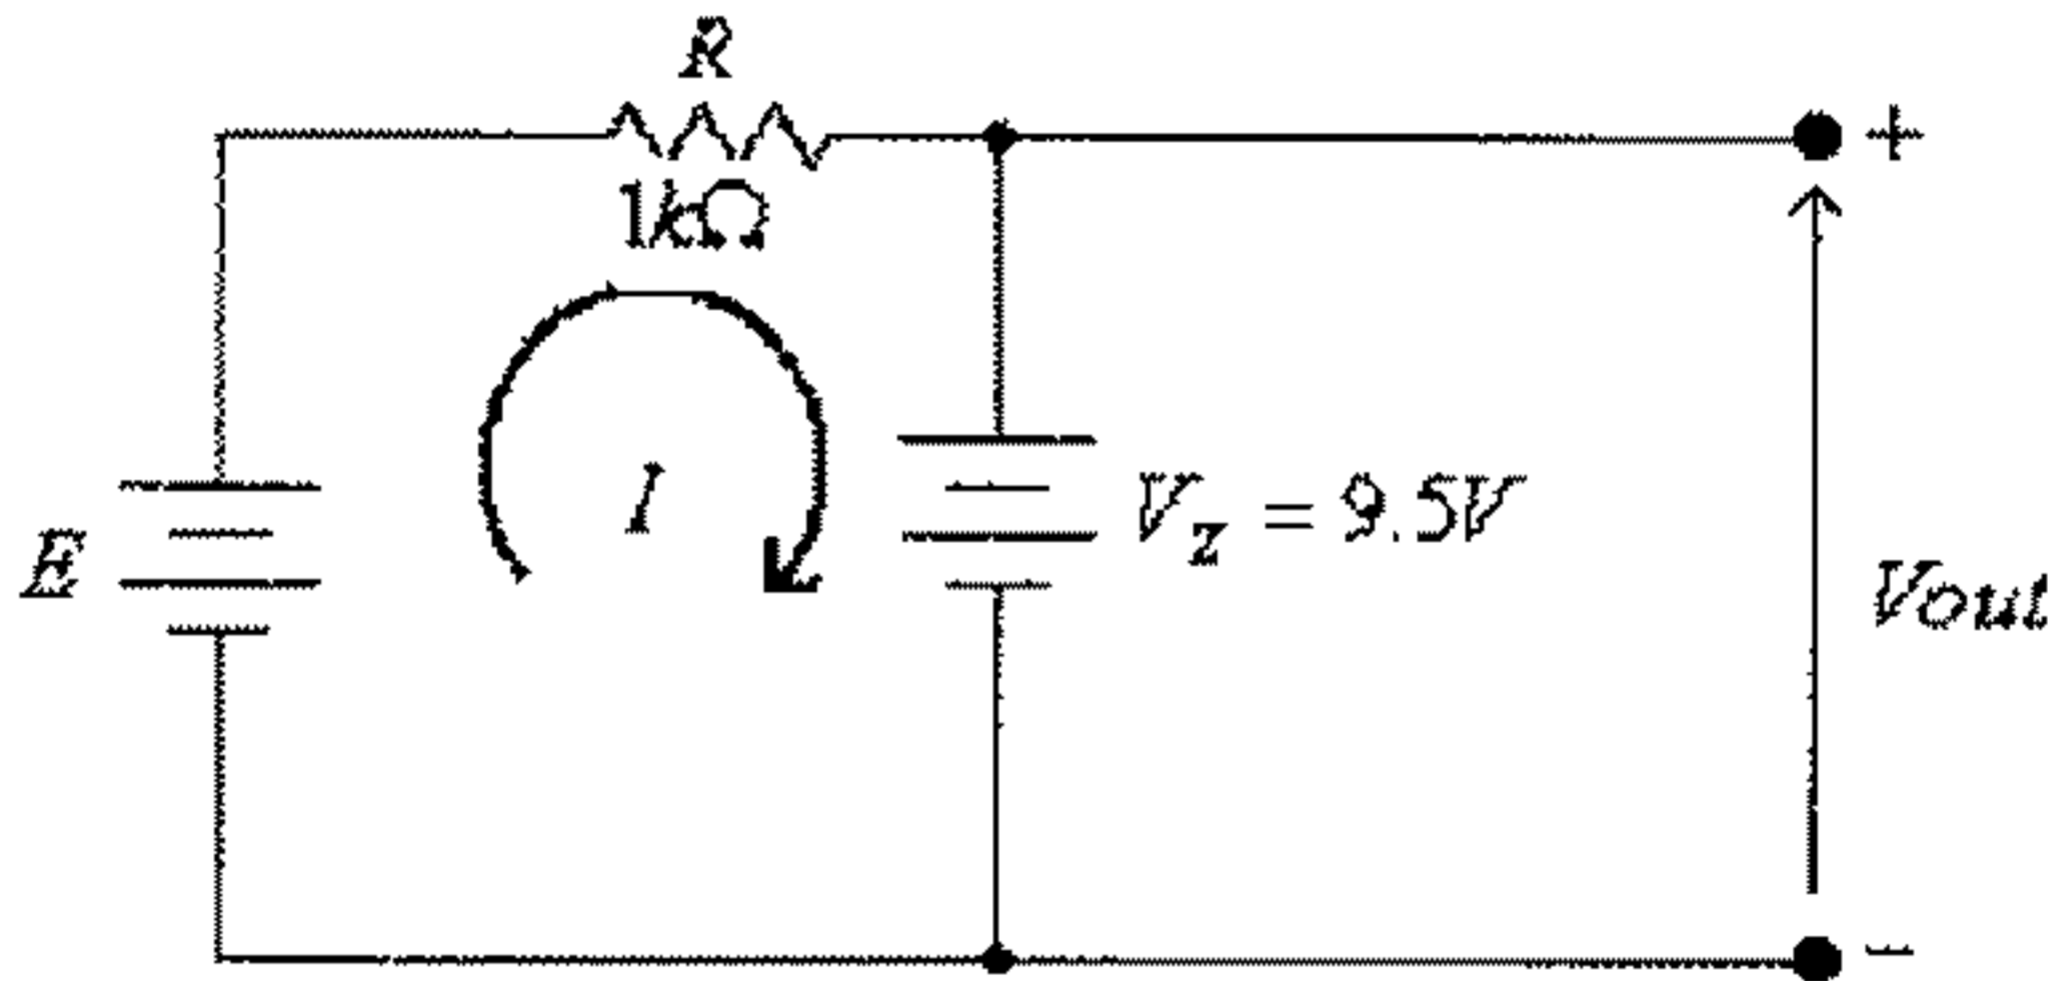 R
1kΩ
+
I
E
V_z = 9.5V
Vout
−